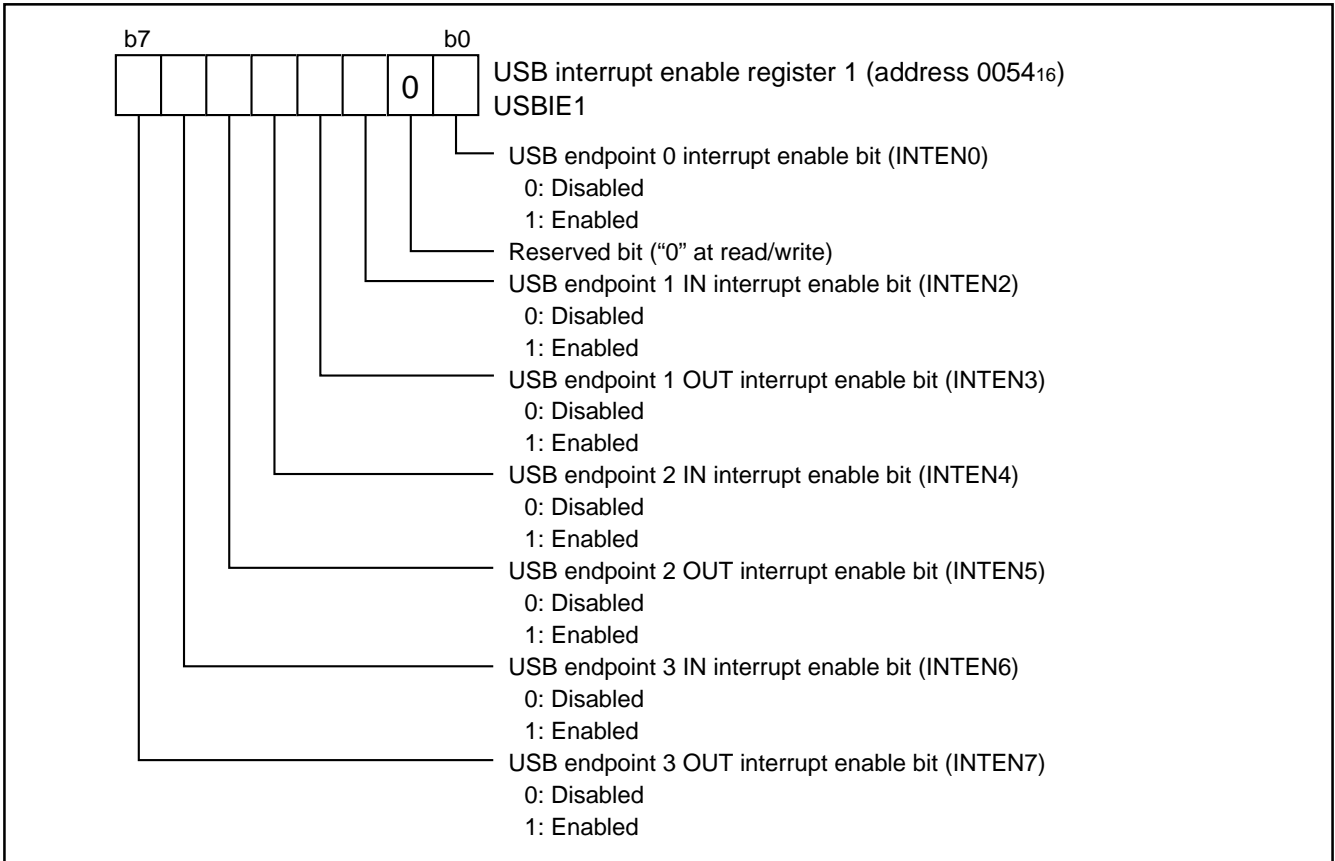 b7 b0
0
USB interrupt enable register 1 (address 005416)
USBIE1
USB endpoint 0 interrupt enable bit (INTEN0)
0: Disabled
1: Enabled
Reserved bit (“0” at read/write)
USB endpoint 1 IN interrupt enable bit (INTEN2)
0: Disabled
1: Enabled
USB endpoint 1 OUT interrupt enable bit (INTEN3)
0: Disabled
1: Enabled
USB endpoint 2 IN interrupt enable bit (INTEN4)
0: Disabled
1: Enabled
USB endpoint 2 OUT interrupt enable bit (INTEN5)
0: Disabled
1: Enabled
USB endpoint 3 IN interrupt enable bit (INTEN6)
0: Disabled
1: Enabled
USB endpoint 3 OUT interrupt enable bit (INTEN7)
0: Disabled
1: Enabled